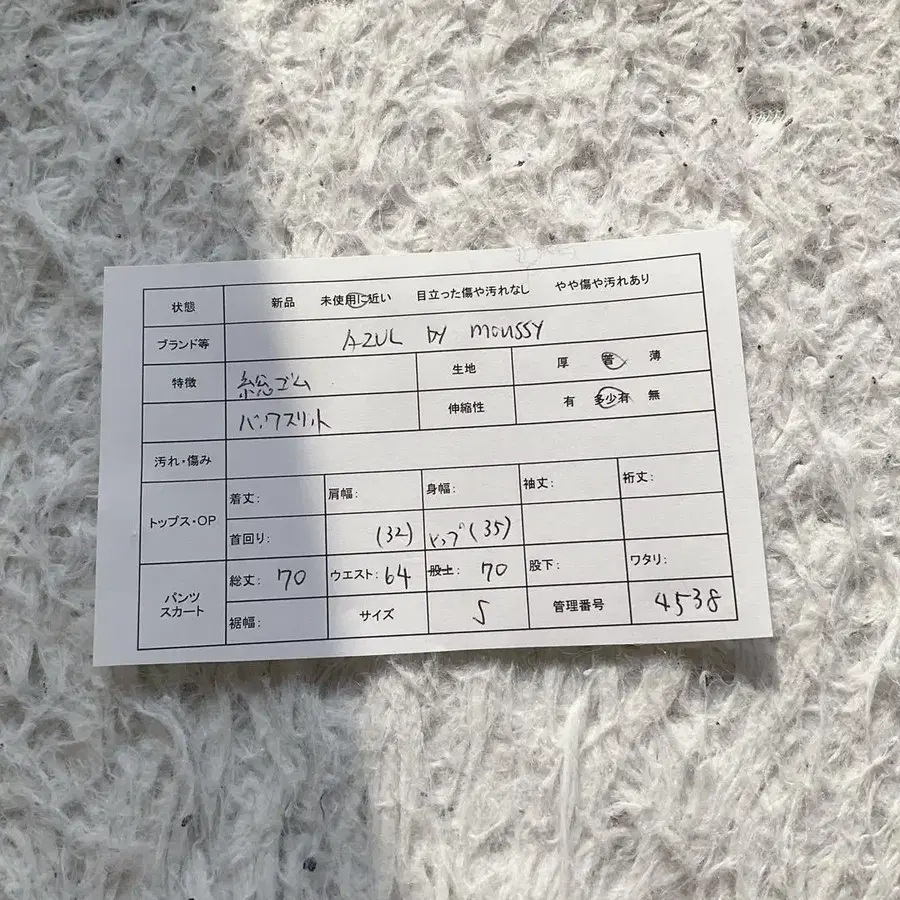 状態 新品 未使用に近い 目立った傷や汚れなし やや傷や汚れあり
ブランド等 AZUL by moussy
特徴 総ゴム 生地 厚 普 薄
バックスリット 伸縮性 有 多少有 無
汚れ・傷み
トップス・OP 着丈: 肩幅: 身幅: 袖丈: 裄丈:
首回り: (32) ヒップ(35)
パンツ スカート 総丈: 70 ウエスト: 64 股上: 70 股下: ワタリ:
裾幅: サイズ S 管理番号 4538